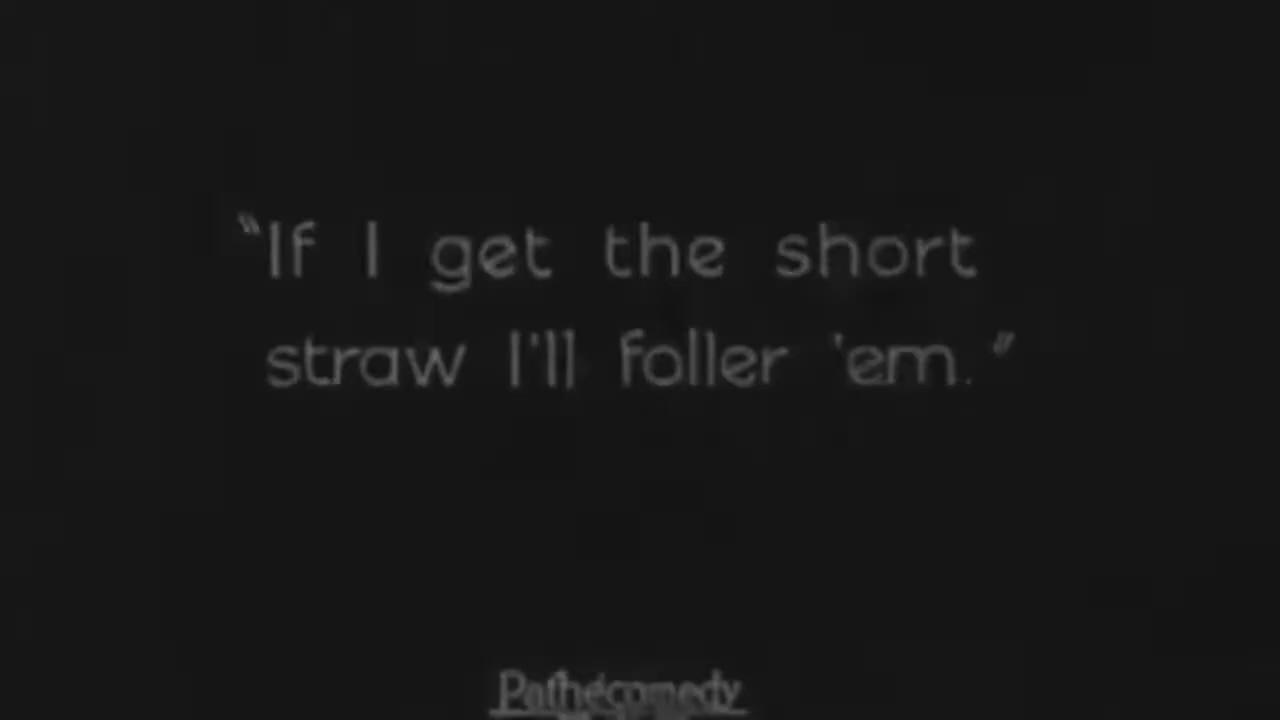 “If I get the short
straw I'll foller 'em.”
Pathécomedy